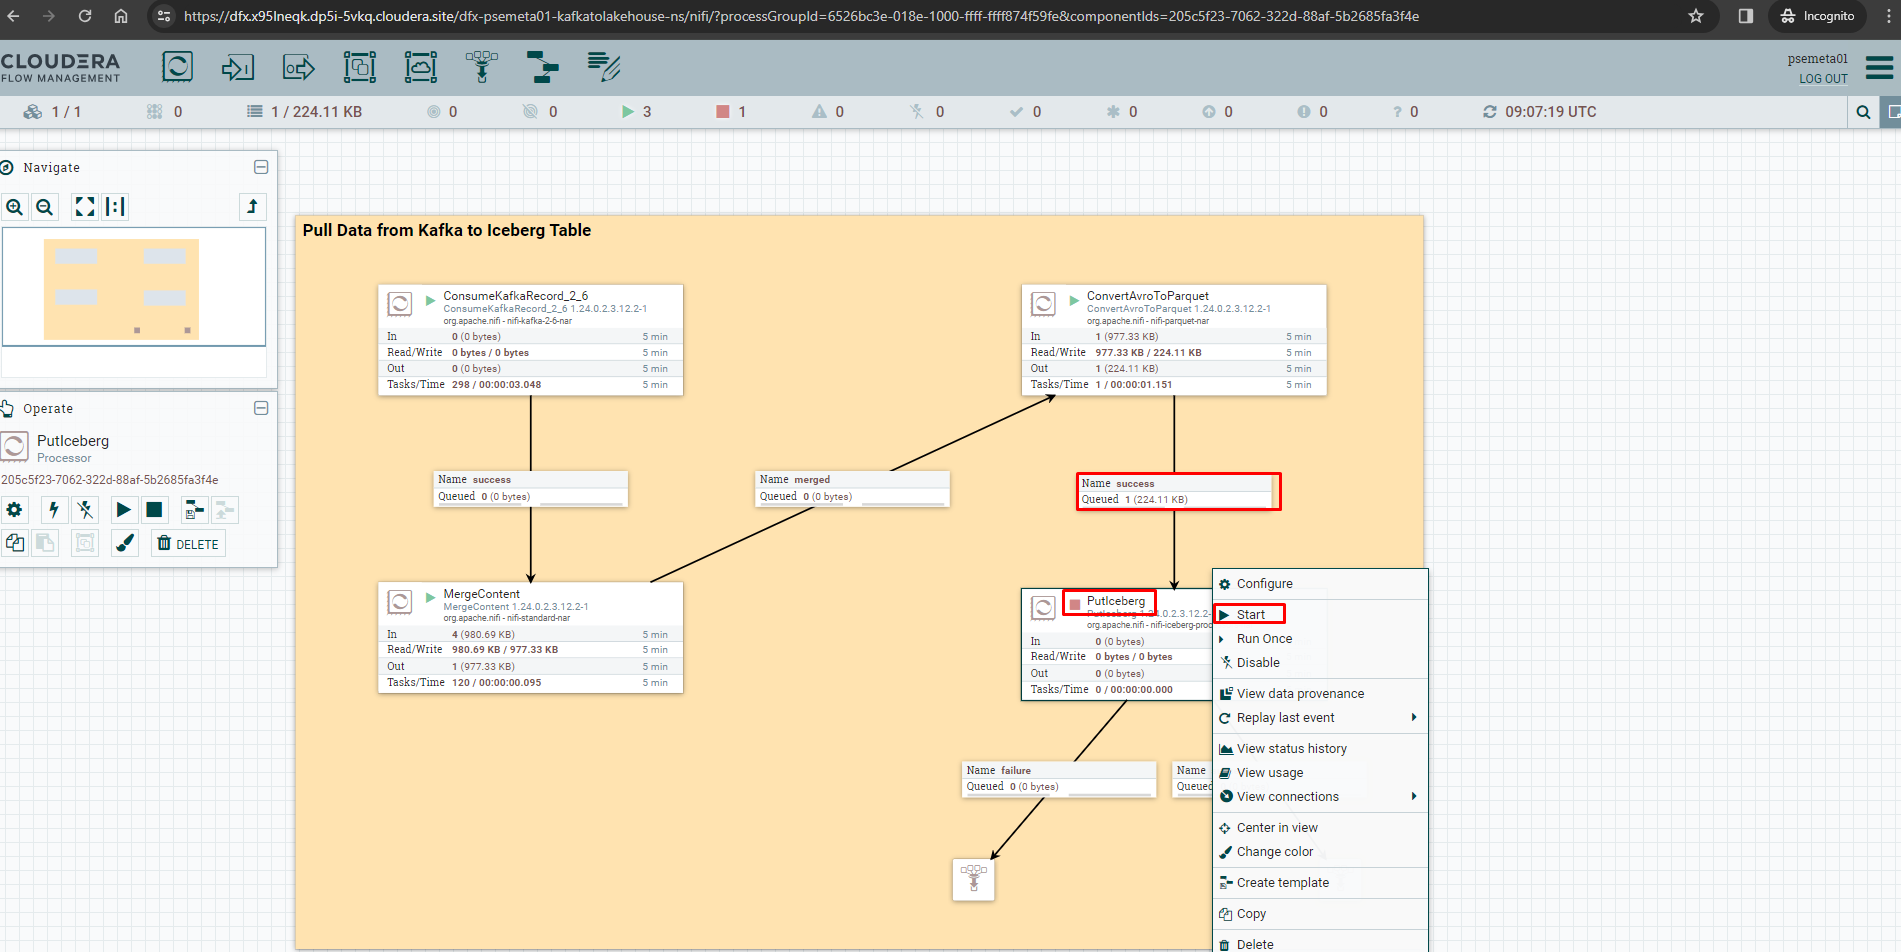 https://dfx.x95lneqk.dp5i-5vkq.cloudera.site/dfx-psemeta01-kafkatolakehouse-ns/nifi/?processGroupId=6526bc3e-018e-1000-ffff-ffff874f59fe&componentIds=205c5f23-7062-322d-88af-5b2685fa3f4e
Incognito
CLOUDERA
FLOW MANAGEMENT
psemeta01
LOG OUT
1 / 1
0
1 / 224.11 KB
0
0
3
1
0
0
0
0
0
0
? 0
09:07:19 UTC
Navigate
Operate
PutIceberg
Processor
205c5f23-7062-322d-88af-5b2685fa3f4e
DELETE
Pull Data from Kafka to Iceberg Table
ConsumeKafkaRecord_2_6
ConsumeKafkaRecord_2_6 1.24.0.2.3.12.2-1
org.apache.nifi - nifi-kafka-2-6-nar
In 0 (0 bytes) 5 min
Read/Write 0 bytes / 0 bytes 5 min
Out 0 (0 bytes) 5 min
Tasks/Time 298 / 00:00:03.048 5 min
ConvertAvroToParquet
ConvertAvroToParquet 1.24.0.2.3.12.2-1
org.apache.nifi - nifi-parquet-nar
In 1 (977.33 KB) 5 min
Read/Write 977.33 KB / 224.11 KB 5 min
Out 1 (224.11 KB) 5 min
Tasks/Time 1 / 00:00:01.151 5 min
Name success
Queued 0 (0 bytes)
Name merged
Queued 0 (0 bytes)
Name success
Queued 1 (224.11 KB)
MergeContent
MergeContent 1.24.0.2.3.12.2-1
org.apache.nifi - nifi-standard-nar
In 4 (980.69 KB) 5 min
Read/Write 980.69 KB / 977.33 KB 5 min
Out 1 (977.33 KB) 5 min
Tasks/Time 120 / 00:00:00.095 5 min
PutIceberg
PutIceberg 1.24.0.2.3.12.2-
org.apache.nifi - nifi-iceberg-proc
In 0 (0 bytes)
Read/Write 0 bytes / 0 bytes
Out 0 (0 bytes)
Tasks/Time 0 / 00:00:00.000
Name failure
Queued 0 (0 bytes)
Name
Queued
Configure
Start
Run Once
Disable
View data provenance
Replay last event
View status history
View usage
View connections
Center in view
Change color
Create template
Copy
Delete